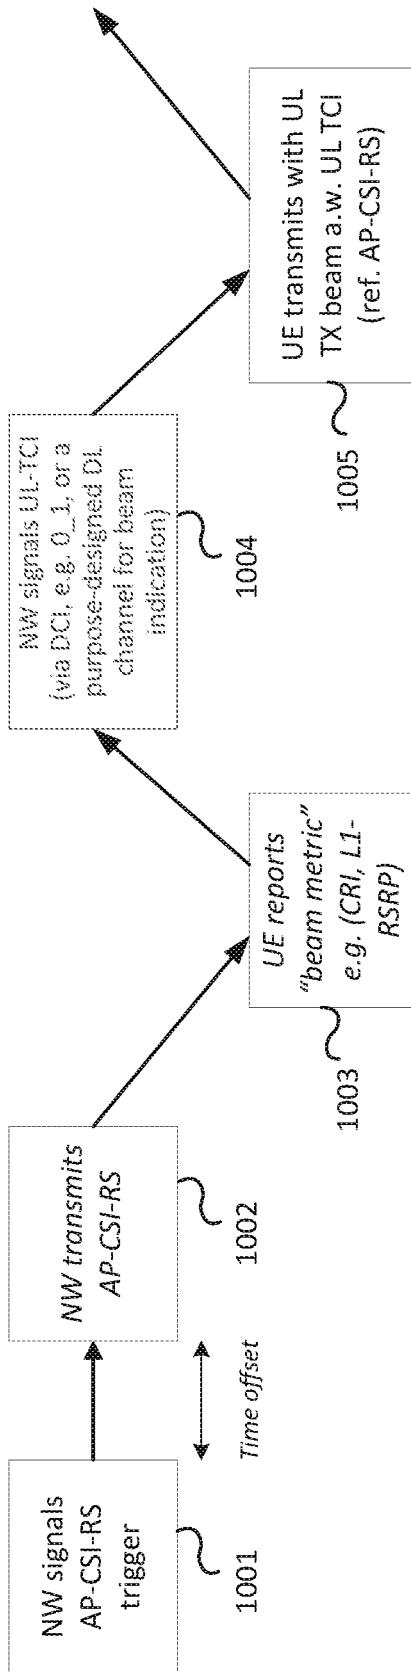 NW signals
AP-CSI-RS
trigger
1001
Time offset
NW transmits
AP-CSI-RS
1002
UE reports
“beam metric”
e.g. (CRI, L1-
RSRP)
1003
NW signals UL-TCI
(via DCI, e.g. 0_1, or a
purpose-designed DL
channel for beam
indication)
1004
UE transmits with UL
TX beam a.w. UL TCI
(ref. AP-CSI-RS)
1005